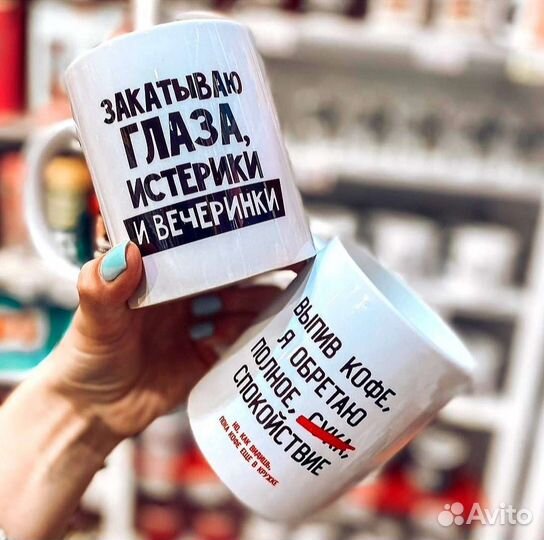 ЗАКАТЫВАЮ
ГЛАЗА,
ИСТЕРИКИ
И ВЕЧЕРИНКИ
ВЫПИВ КОФЕ,
Я ОБРЕТАЮ
ПОЛНОЕ, СУКА,
СПОКОЙСТВИЕ
НО, КАК ВИДИШЬ,
ПОКА КОФЕ ЕЩЕ В КРУЖКЕ
Avito